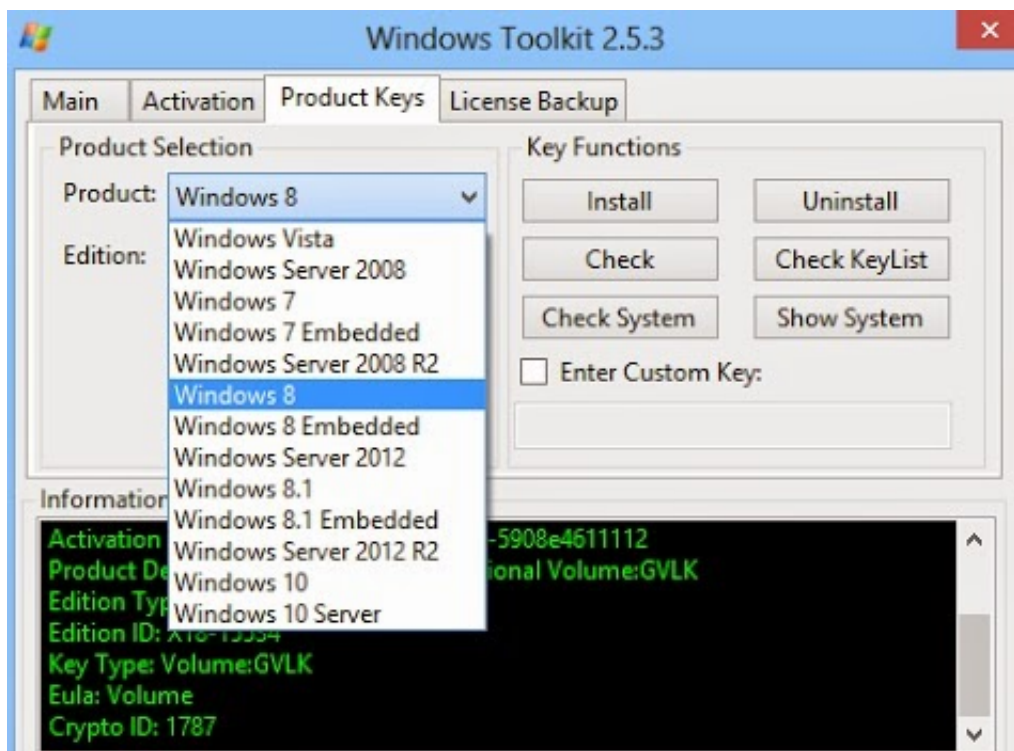 Windows Toolkit 2.5.3
Main Activation Product Keys License Backup
Product Selection
Product: Windows 8
Edition:
Windows Vista
Windows Server 2008
Windows 7
Windows 7 Embedded
Windows Server 2008 R2
Windows 8
Windows 8 Embedded
Windows Server 2012
Windows 8.1
Windows 8.1 Embedded
Windows Server 2012 R2
Windows 10
Windows 10 Server
Key Functions
Install Uninstall
Check Check KeyList
Check System Show System
Enter Custom Key:
Information
Activation -5908e4611112
Product De ional Volume:GVLK
Edition Typ
Edition ID:
Key Type: Volume:GVLK
Eula: Volume
Crypto ID: 1787